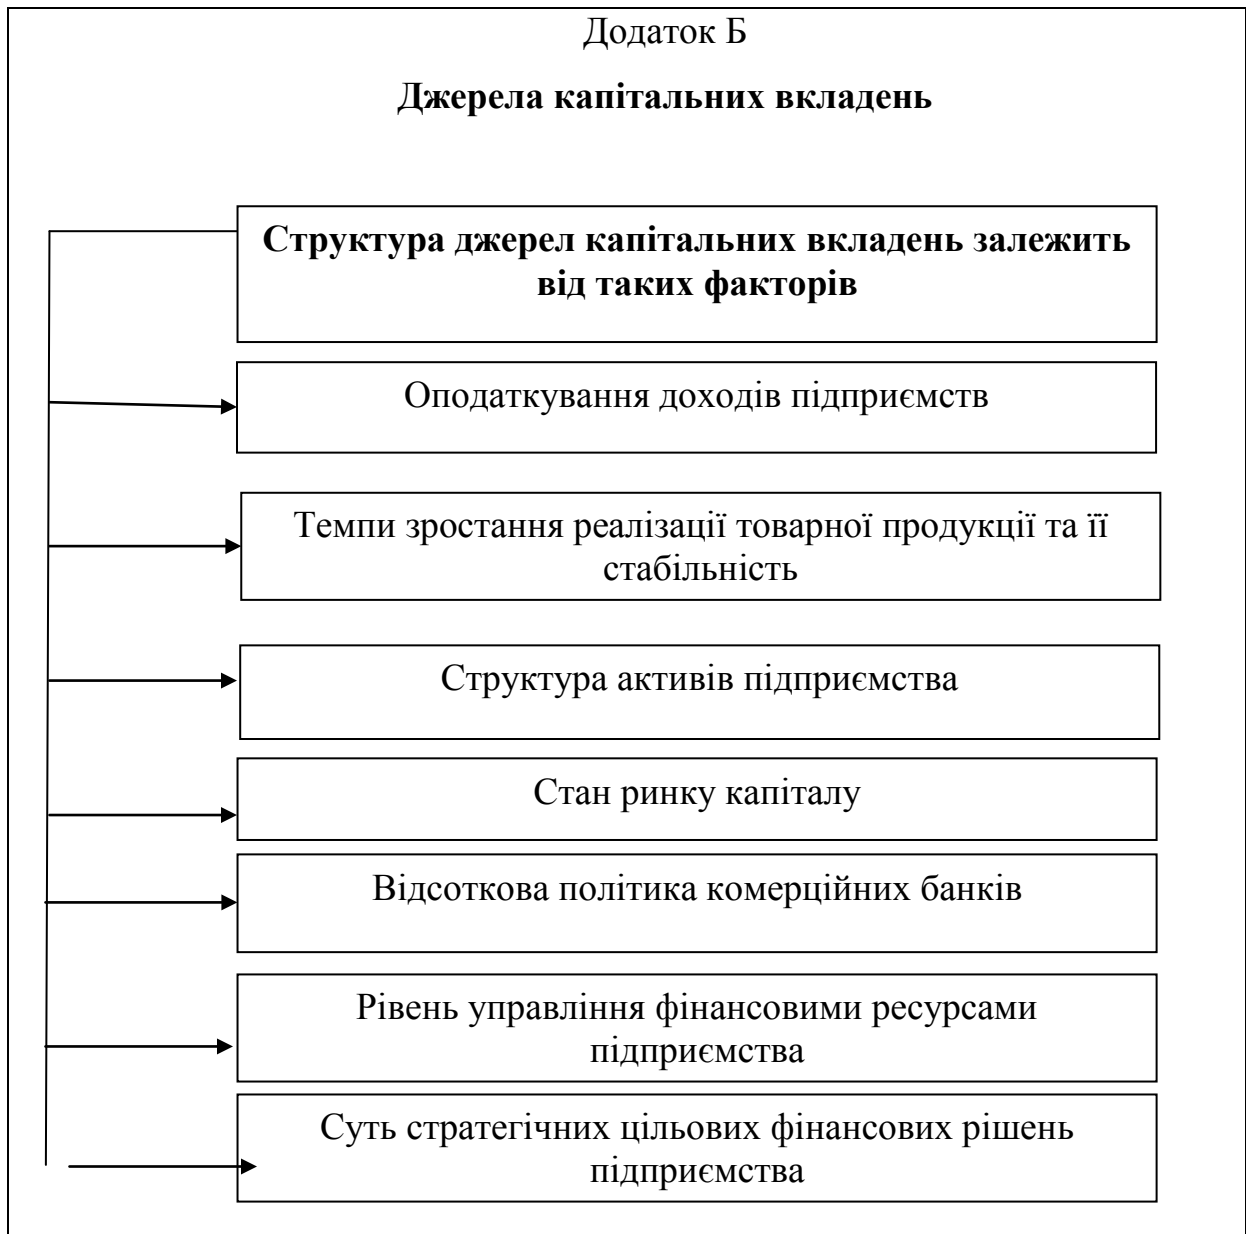 Додаток Б
Джерела капітальних вкладень
Структура джерел капітальних вкладень залежить
від таких факторів
Оподаткування доходів підприємств
Темпи зростання реалізації товарної продукції та її
стабільність
Структура активів підприємства
Стан ринку капіталу
Відсоткова політика комерційних банків
Рівень управління фінансовими ресурсами
підприємства
Суть стратегічних цільових фінансових рішень
підприємства